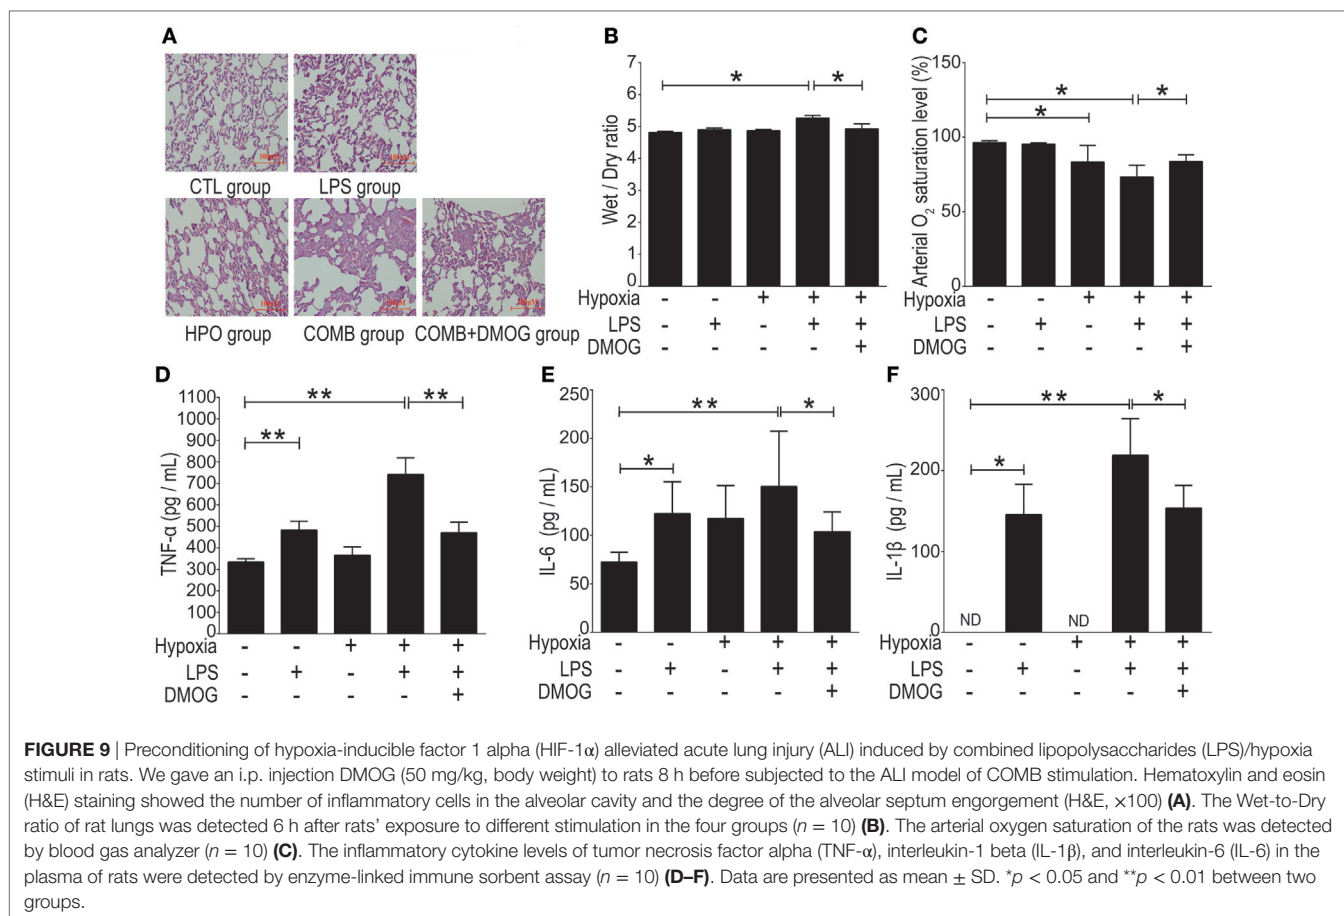 A
100μM
100μM
CTL group
LPS group
100μM
100μM
100μM
HPO group
COMB group
COMB+DMOG group
B
Wet / Dry ratio
7
6
5
4
3
2
1
0
*
*
Hypoxia - - + + +
LPS - + - + +
DMOG - - - - +
C
Arterial O2 saturation level (%)
150
100
50
0
*
*
*
Hypoxia - - + + +
LPS - + - + +
DMOG - - - - +
D
TNF-α (pg / mL)
1100
1000
900
800
700
600
500
400
300
200
100
0
**
**
**
Hypoxia - - + + +
LPS - + - + +
DMOG - - - - +
E
IL-6 (pg / mL)
250
200
150
100
50
0
**
*
*
Hypoxia - - + + +
LPS - + - + +
DMOG - - - - +
F
IL-1β (pg / mL)
300
200
100
0
**
*
*
ND
ND
Hypoxia - - + + +
LPS - + - + +
DMOG - - - - +
FIGURE 9 | Preconditioning of hypoxia-inducible factor 1 alpha (HIF-1α) alleviated acute lung injury (ALI) induced by combined lipopolysaccharides (LPS)/hypoxia
stimuli in rats. We gave an i.p. injection DMOG (50 mg/kg, body weight) to rats 8 h before subjected to the ALI model of COMB stimulation. Hematoxylin and eosin
(H&E) staining showed the number of inflammatory cells in the alveolar cavity and the degree of the alveolar septum engorgement (H&E, ×100) (A). The Wet-to-Dry
ratio of rat lungs was detected 6 h after rats' exposure to different stimulation in the four groups (n = 10) (B). The arterial oxygen saturation of the rats was detected
by blood gas analyzer (n = 10) (C). The inflammatory cytokine levels of tumor necrosis factor alpha (TNF-α), interleukin-1 beta (IL-1β), and interleukin-6 (IL-6) in the
plasma of rats were detected by enzyme-linked immune sorbent assay (n = 10) (D–F). Data are presented as mean ± SD. *p < 0.05 and **p < 0.01 between two
groups.